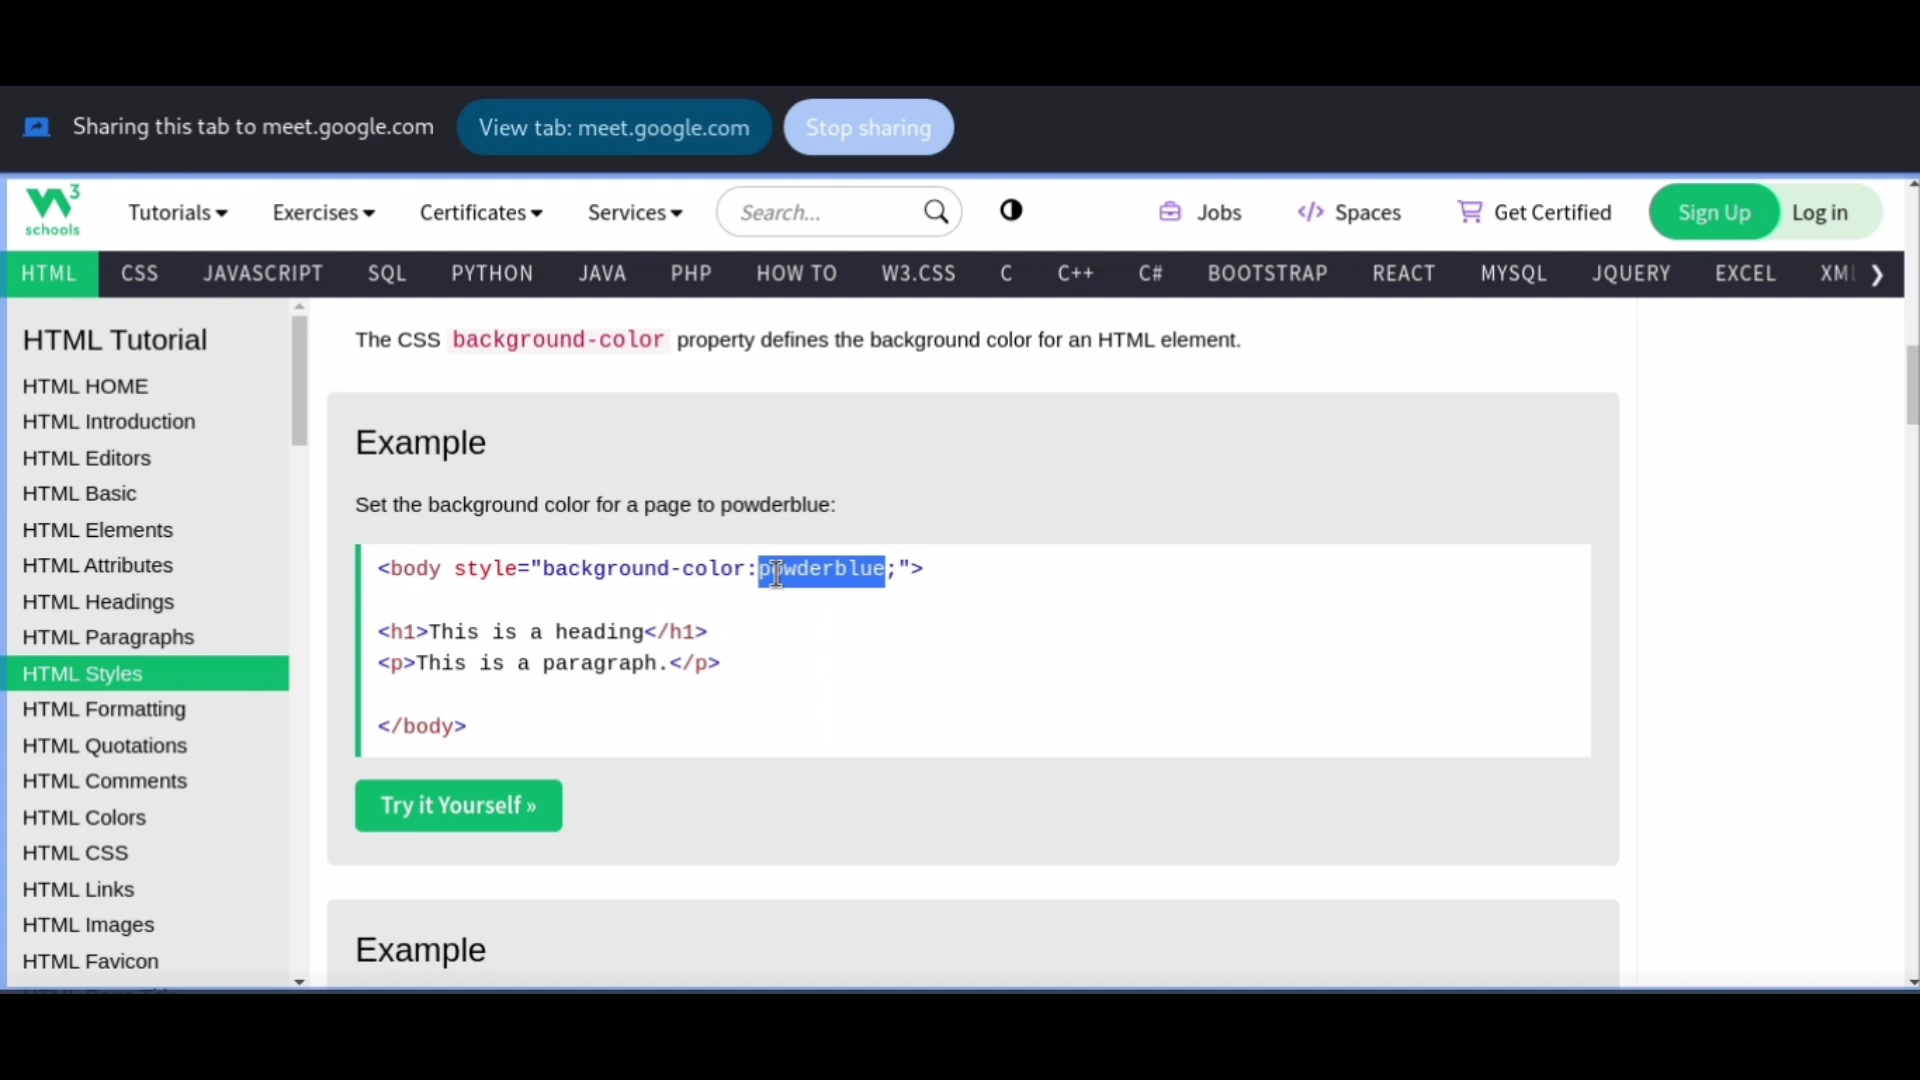 Sharing this tab to meet.google.com View tab: meet.google.com Stop sharing
W3 schools Tutorials Exercises Certificates Services Search... Jobs Spaces Get Certified Sign Up Log in
HTML CSS JAVASCRIPT SQL PYTHON JAVA PHP HOW TO W3.CSS C C++ C# BOOTSTRAP REACT MYSQL JQUERY EXCEL XML
HTML Tutorial
HTML HOME
HTML Introduction
HTML Editors
HTML Basic
HTML Elements
HTML Attributes
HTML Headings
HTML Paragraphs
HTML Styles
HTML Formatting
HTML Quotations
HTML Comments
HTML Colors
HTML CSS
HTML Links
HTML Images
HTML Favicon
The CSS background-color property defines the background color for an HTML element.
Example
Set the background color for a page to powderblue:
<body style="background-color:powderblue;">
<h1>This is a heading</h1>
<p>This is a paragraph.</p>
</body>
Try it Yourself »
Example